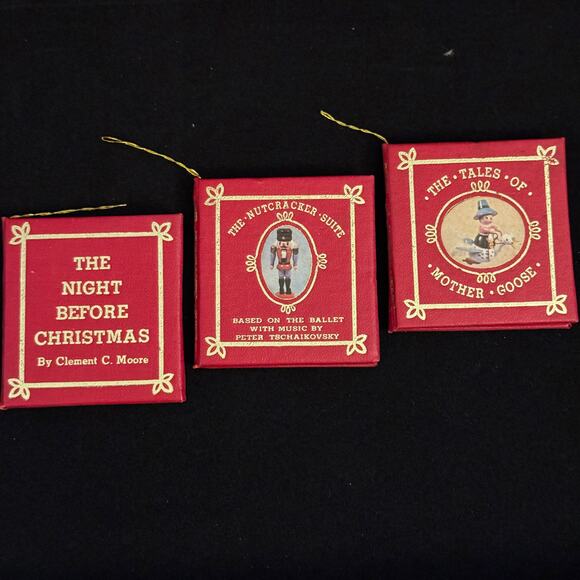 THE
NIGHT
BEFORE
CHRISTMAS
By Clement C. Moore
THE · NUTCRACKER · SUITE
BASED ON THE BALLET
WITH MUSIC BY
PETER TSCHAIKOVSKY
· THE · TALES · OF ·
· MOTHER · GOOSE ·